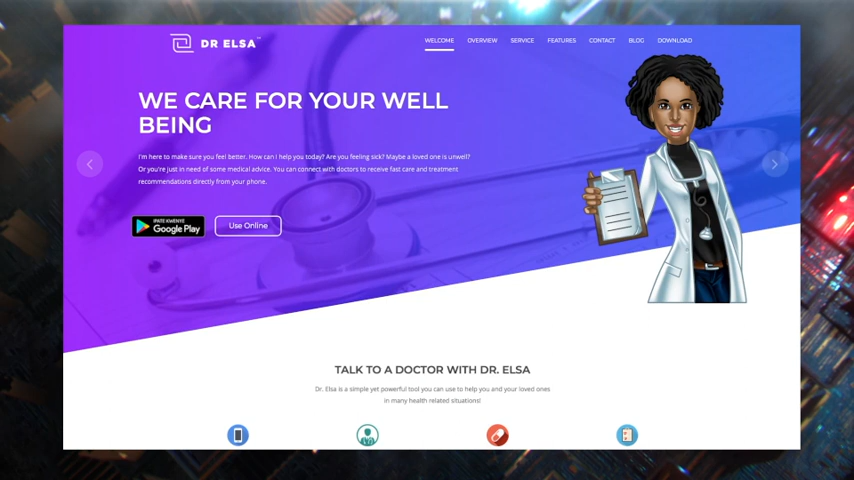 DR ELSA™
WELCOME OVERVIEW SERVICE FEATURES CONTACT BLOG DOWNLOAD
WE CARE FOR YOUR WELL
BEING
I'm here to make sure you feel better. How can I help you today? Are you feeling sick? Maybe a loved one is unwell?
Or you're just in need of some medical advice. You can connect with doctors to receive fast care and treatment
recommendations directly from your phone.
IPATE KWENYE
Google Play
Use Online
TALK TO A DOCTOR WITH DR. ELSA
Dr. Elsa is a simple yet powerful tool you can use to help you and your loved ones
in many health related situations!